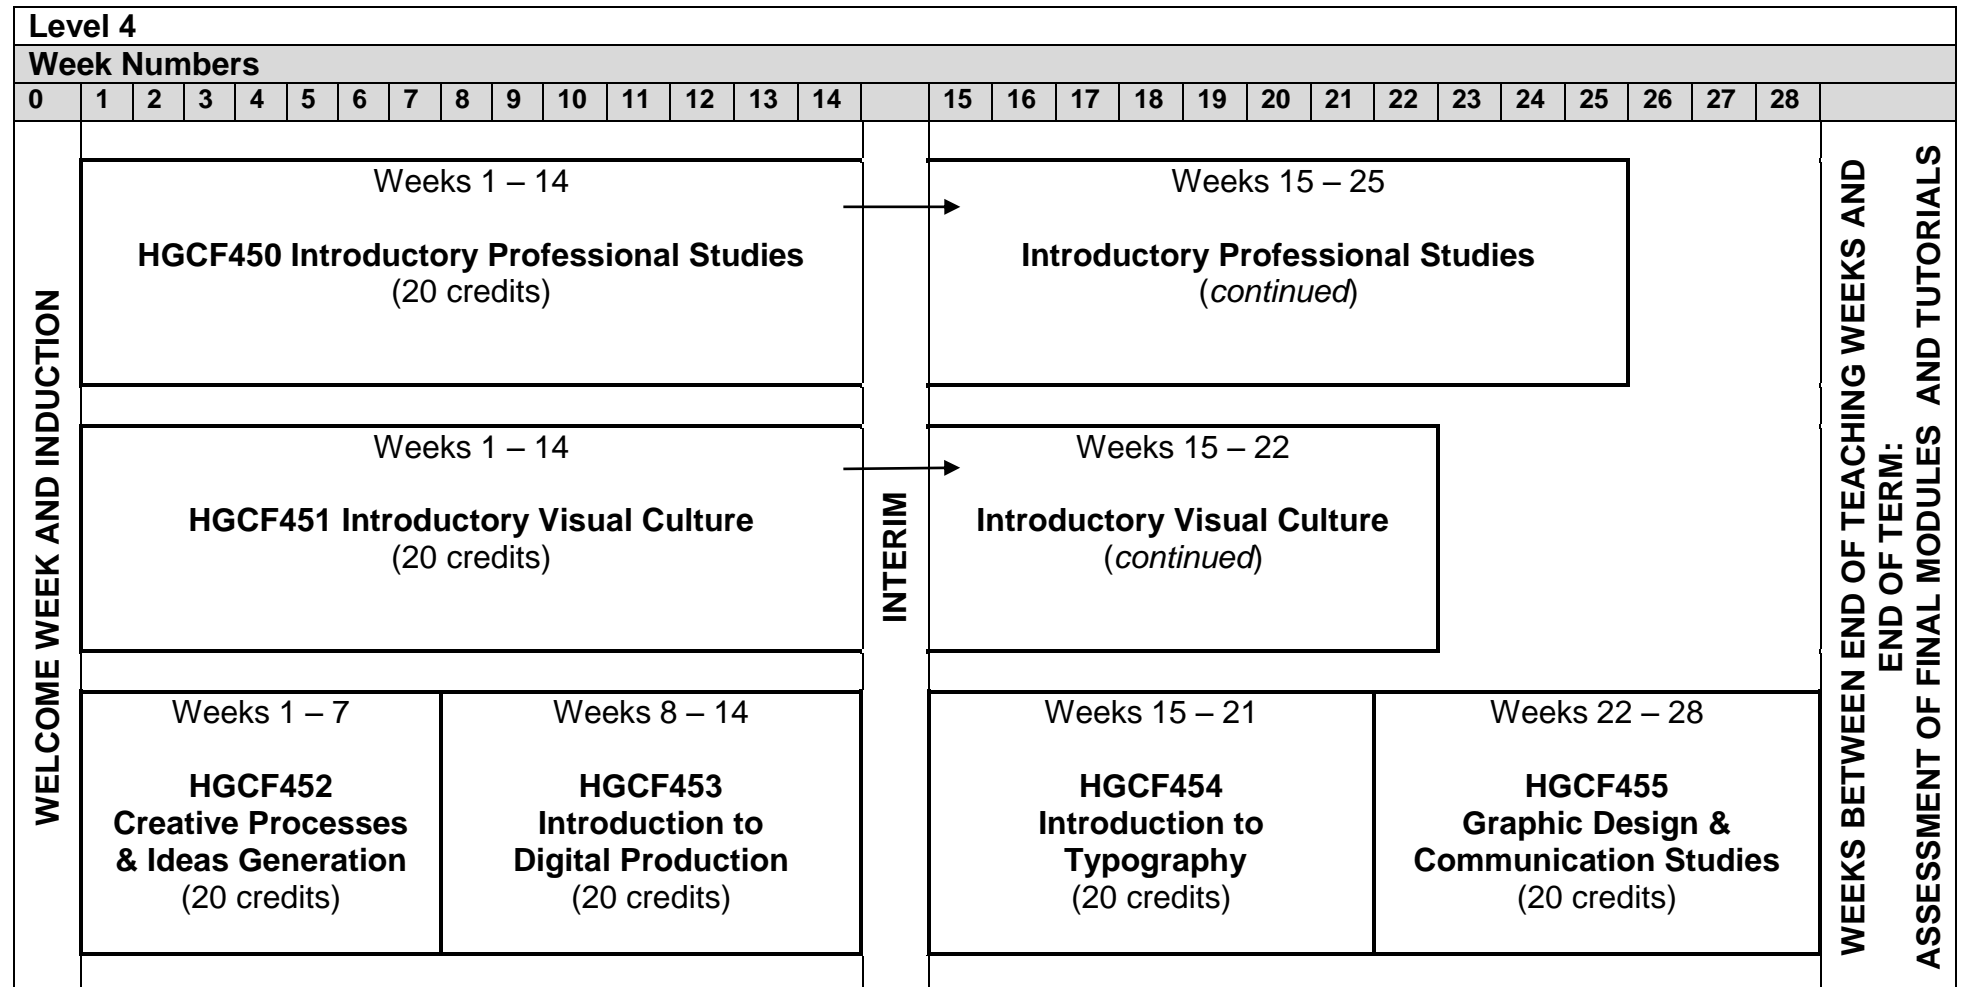 Level 4
Week Numbers
0 1 2 3 4 5 6 7 8 9 10 11 12 13 14 15 16 17 18 19 20 21 22 23 24 25 26 27 28
WELCOME WEEK AND INDUCTION
Weeks 1 – 14
HGCF450 Introductory Professional Studies
(20 credits)
Weeks 15 – 25
Introductory Professional Studies
(continued)
Weeks 1 – 14
HGCF451 Introductory Visual Culture
(20 credits)
INTERIM
Weeks 15 – 22
Introductory Visual Culture
(continued)
Weeks 1 – 7
HGCF452
Creative Processes
& Ideas Generation
(20 credits)
Weeks 8 – 14
HGCF453
Introduction to
Digital Production
(20 credits)
Weeks 15 – 21
HGCF454
Introduction to
Typography
(20 credits)
Weeks 22 – 28
HGCF455
Graphic Design &
Communication Studies
(20 credits)
WEEKS BETWEEN END OF TEACHING WEEKS AND
END OF TERM:
ASSESSMENT OF FINAL MODULES AND TUTORIALS